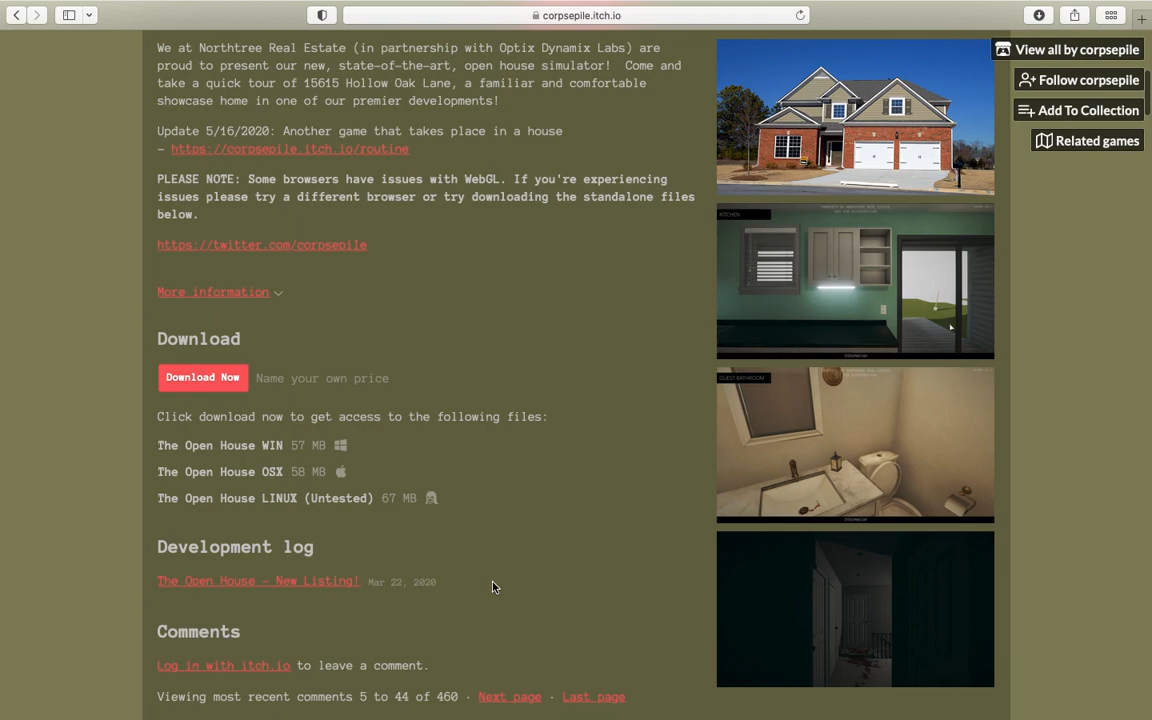 corpsepile.itch.io
View all by corpsepile
Follow corpsepile
Add To Collection
Related games
We at Northtree Real Estate (in partnership with Optix Dynamix Labs) are
proud to present our new, state-of-the-art, open house simulator!  Come and
take a quick tour of 15615 Hollow Oak Lane, a familiar and comfortable
showcase home in one of our premier developments!
Update 5/16/2020: Another game that takes place in a house
– https://corpsepile.itch.io/routine
PLEASE NOTE: Some browsers have issues with WebGL. If you're experiencing
issues please try a different browser or try downloading the standalone files
below.
https://twitter.com/corpsepile
More information
Download
Download Now Name your own price
Click download now to get access to the following files:
The Open House WIN 57 MB
The Open House OSX 58 MB
The Open House LINUX (Untested) 67 MB
Development log
The Open House - New Listing! Mar 22, 2020
Comments
Log in with itch.io to leave a comment.
Viewing most recent comments 5 to 44 of 460 · Next page · Last page
KITCHEN
GUEST BATHROOM